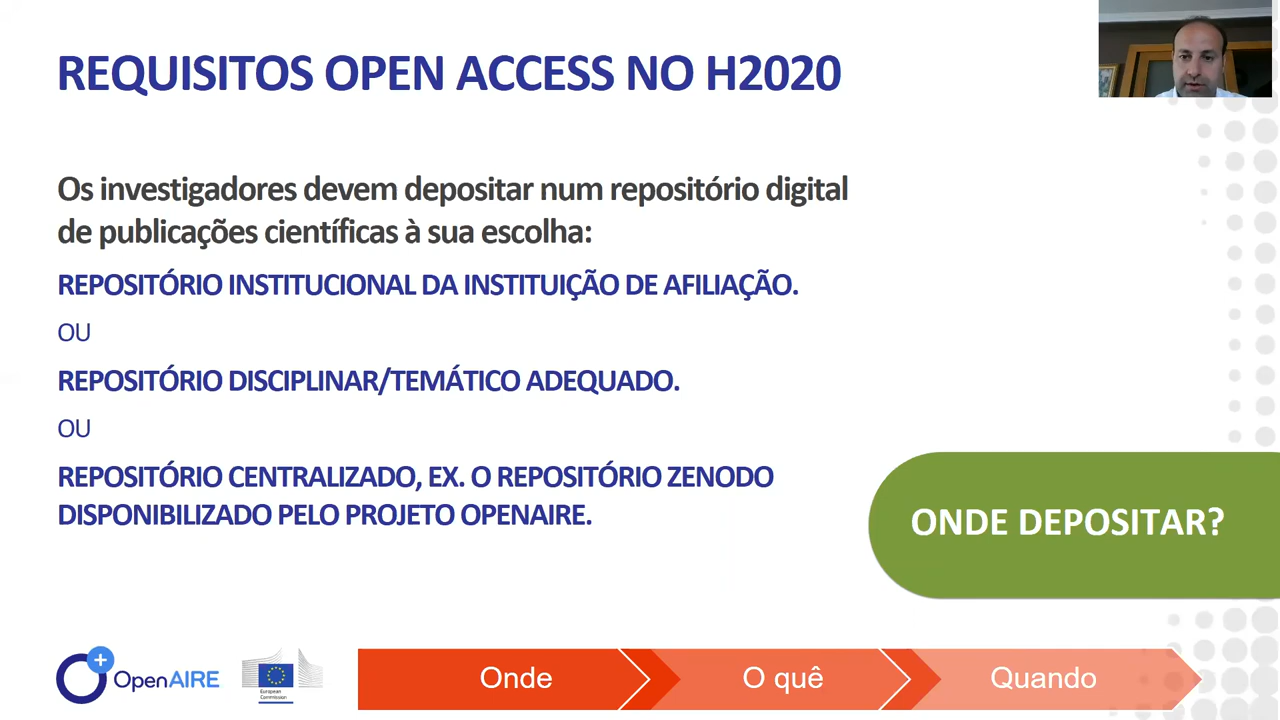 REQUISITOS OPEN ACCESS NO H2020
Os investigadores devem depositar num repositório digital
de publicações científicas à sua escolha:
REPOSITÓRIO INSTITUCIONAL DA INSTITUIÇÃO DE AFILIAÇÃO.
OU
REPOSITÓRIO DISCIPLINAR/TEMÁTICO ADEQUADO.
OU
REPOSITÓRIO CENTRALIZADO, EX. O REPOSITÓRIO ZENODO
DISPONIBILIZADO PELO PROJETO OPENAIRE.
ONDE DEPOSITAR?
OpenAIRE
European
Commission
Onde
O quê
Quando